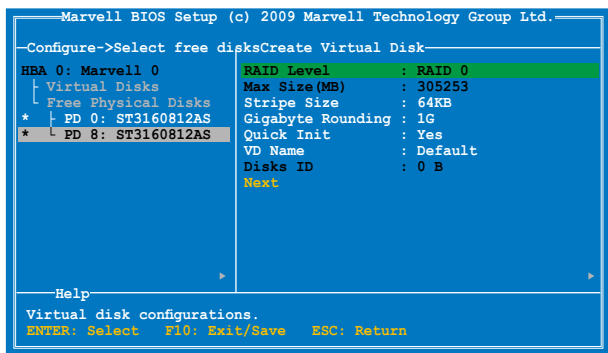 Marvell BIOS Setup (c) 2009 Marvell Technology Group Ltd.
Configure->Select free disksCreate Virtual Disk
HBA 0: Marvell 0
Virtual Disks
Free Physical Disks
* PD 0: ST3160812AS
* PD 8: ST3160812AS
RAID Level : RAID 0
Max Size(MB) : 305253
Stripe Size : 64KB
Gigabyte Rounding : 1G
Quick Init : Yes
VD Name : Default
Disks ID : 0 8
Next
Help
Virtual disk configurations.
ENTER: Select F10: Exit/Save ESC: Return